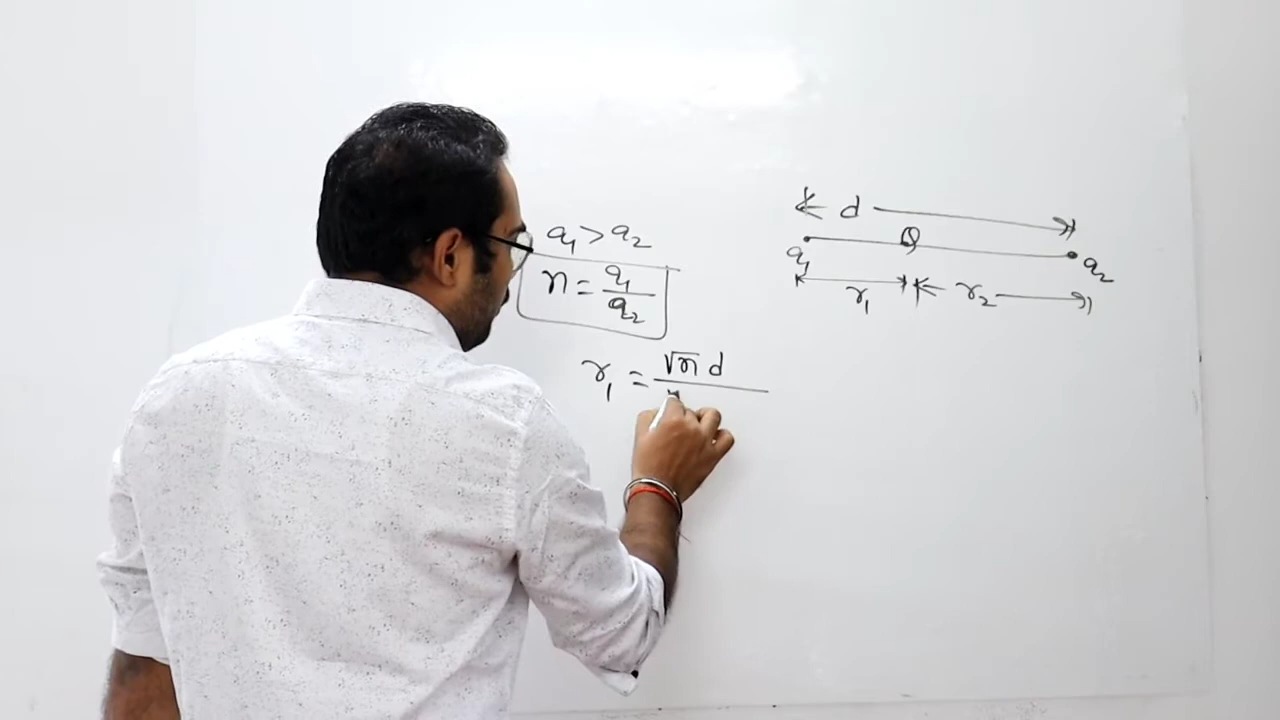 q₁ > q₂
n = q₁/q₂
r₁ = √n d
d
Q
q₁
q₂
r₁
r₂